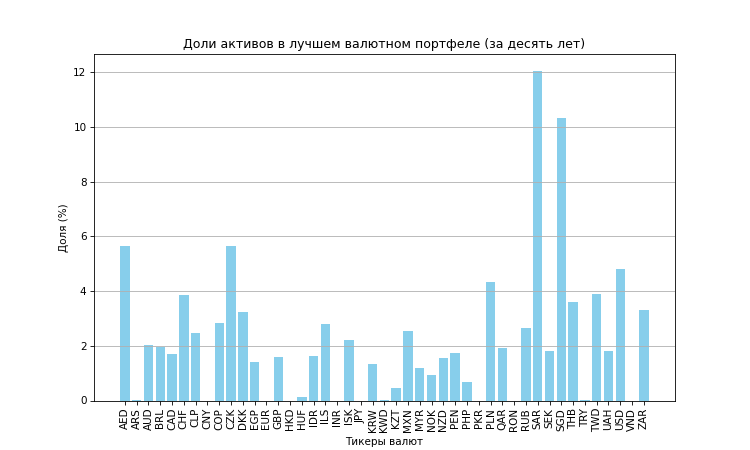 Доли активов в лучшем валютном портфеле (за десять лет)
Доля (%)
12
10
8
6
4
2
0
AED ARS AUD BRL CAD CHF CLP CNY COP CZK DKK EGP EUR GBP HKD HUF IDR ILS INR ISK JPY KRW KWD KZT MXN MYR NOK NZD PEN PHP PKR PLN QAR RON RUB SAR SEK SGD THB TRY TWD UAH USD VND ZAR
Тикеры валют